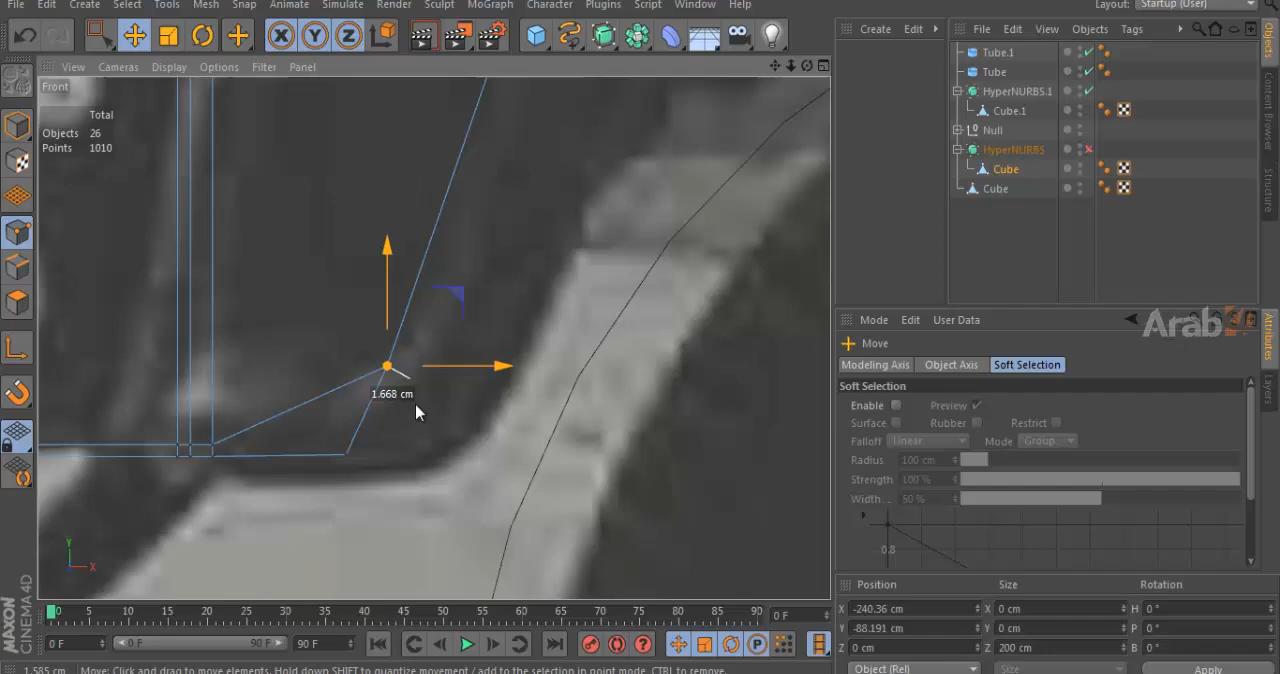 File Edit Create Select Tools Mesh Snap Animate Simulate Render Sculpt MoGraph Character Plugins Script Window Help
Layout: Startup (User)
X Y Z
Create Edit
File Edit View Objects Tags
View Cameras Display Options Filter Panel
Front
Total
Objects 26
Points 1010
Tube.1
Tube
HyperNURBS.1
Cube.1
Null
HyperNURBS
Cube
Cube
Objects
Content Browser
Structure
1.668 cm
Mode Edit User Data
Arab
Move
Modeling Axis Object Axis Soft Selection
Soft Selection
Enable Preview
Surface Rubber Restrict
Falloff Linear Mode Group
Radius 100 cm
Strength 100 %
Width .. 50 %
0.8
Attributes
Layers
Y
X
MAXON
CINEMA 4D
0 5 10 15 20 25 30 35 40 45 50 55 60 65 70 75 80 85 90
0 F
0 F 0 F 90 F 90 F
P
Position Size Rotation
X -240.36 cm X 0 cm H 0 °
Y -88.191 cm Y 0 cm P 0 °
Z 0 cm Z 200 cm B 0 °
Object (Rel) Size Apply
1.585 cm Move: Click and drag to move elements. Hold down SHIFT to quantize movement / add to the selection in point mode, CTRL to remove.